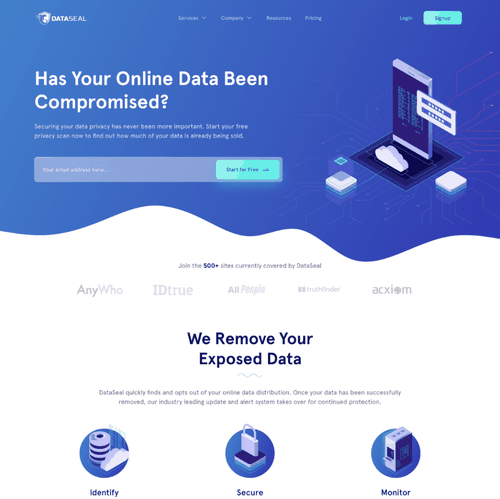 DATASEAL
Services
Company
Resources
Pricing
Login
Signup
Has Your Online Data Been
Compromised?
Securing your data privacy has never been more important. Start your free
privacy scan now to find out how much of your data is already being sold.
Your email address here...
Start for Free
Join the 500+ sites currently covered by DataSeal
AnyWho
IDtrue
All People
truthfinder
acxiom
We Remove Your
Exposed Data
DataSeal quickly finds and opts out of your online data distribution. Once your data has been successfully
removed, our industry leading update and alert system takes over for continued protection.
Identify
Secure
Monitor